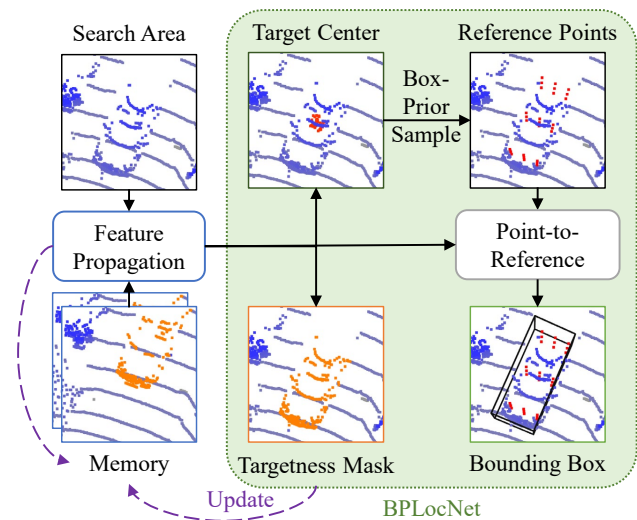 Search Area
Target Center
Reference Points
Box-
Prior
Sample
Feature
Propagation
Point-to-
Reference
Memory
Targetness Mask
Bounding Box
Update
BPLocNet